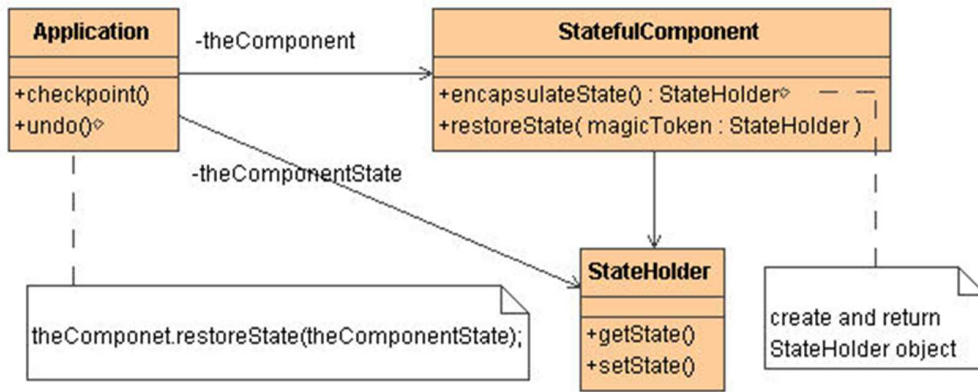 Application
+checkpoint()
+undo()
-theComponent
StatefulComponent
+encapsulateState() : StateHolder
+restoreState( magicToken : StateHolder )
-theComponentState
theComponet.restoreState(theComponentState);
StateHolder
+getState()
+setState()
create and return
StateHolder object